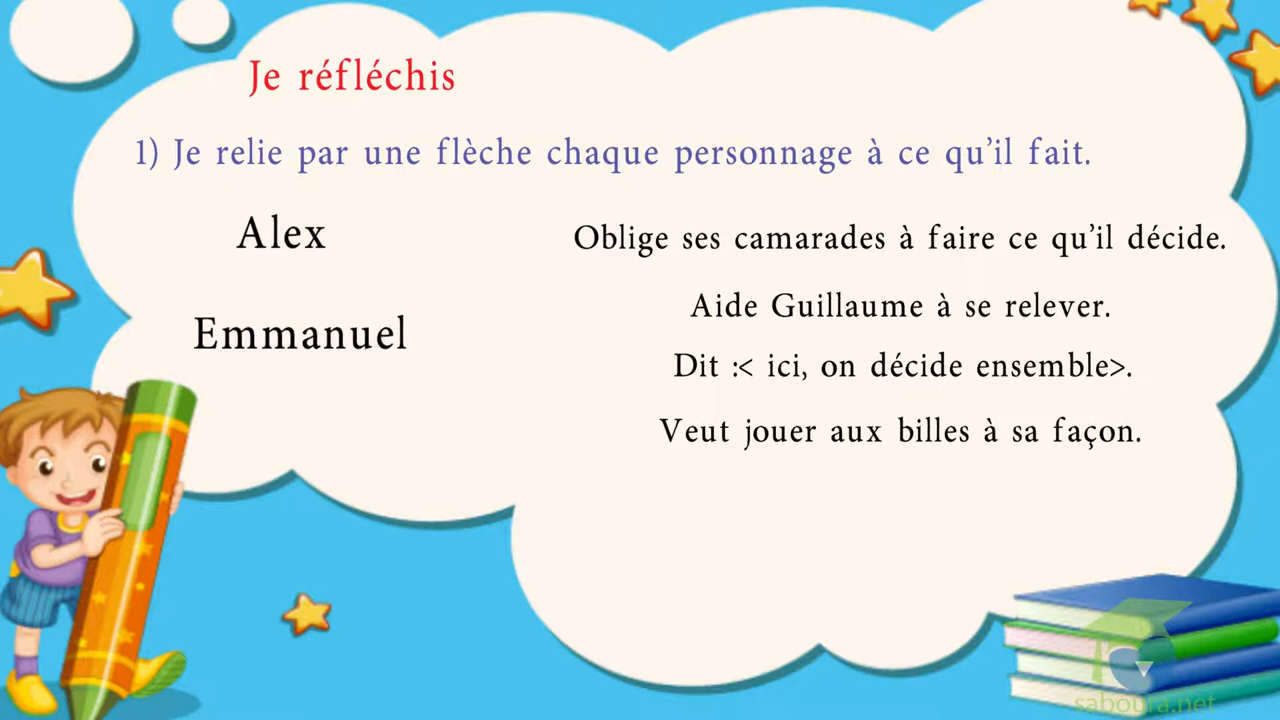 Je réfléchis
1) Je relie par une flèche chaque personnage à ce qu’il fait.
Alex
Oblige ses camarades à faire ce qu’il décide.
Aide Guillaume à se relever.
Emmanuel
Dit :< ici, on décide ensemble>.
Veut jouer aux billes à sa façon.
saboura.net